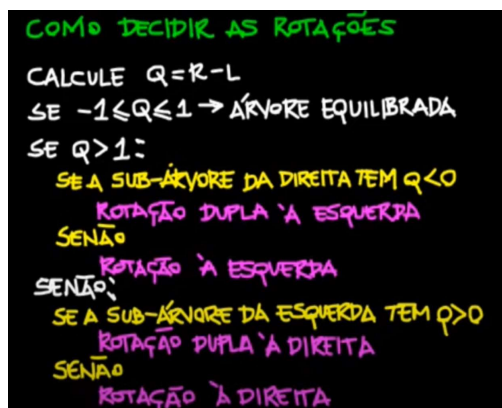 COMO DECIDIR AS ROTAÇÕES
CALCULE Q=R-L
SE -1≤Q≤1 → ÁRVORE EQUILIBRADA
SE Q>1:
SE A SUB-ÁRVORE DA DIREITA TEM Q<0
ROTAÇÃO DUPLA À ESQUERDA
SENÃO
ROTAÇÃO À ESQUERDA
SENÃO:
SE A SUB-ÁRVORE DA ESQUERDA TEM Q>0
ROTAÇÃO DUPLA À DIREITA
SENÃO
ROTAÇÃO À DIREITA